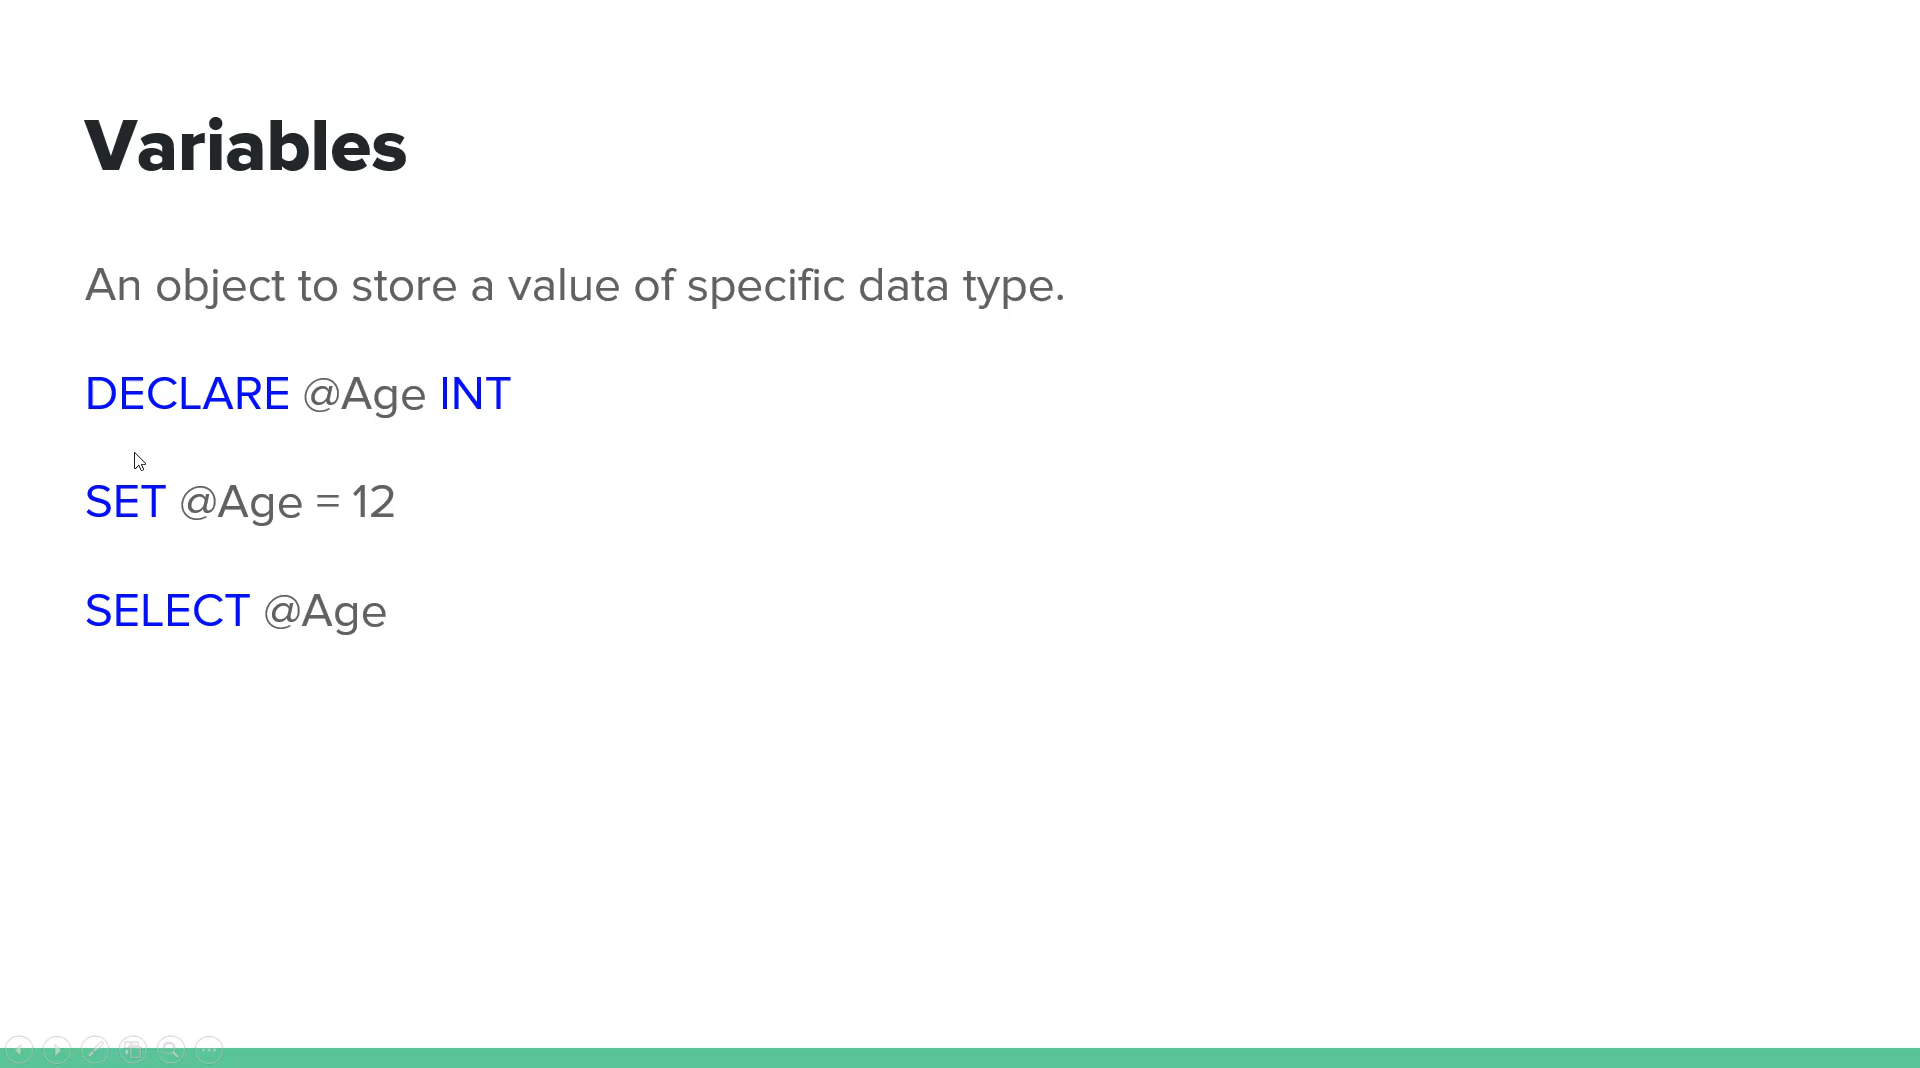 Variables
An object to store a value of specific data type.
DECLARE @Age INT
SET @Age = 12
SELECT @Age